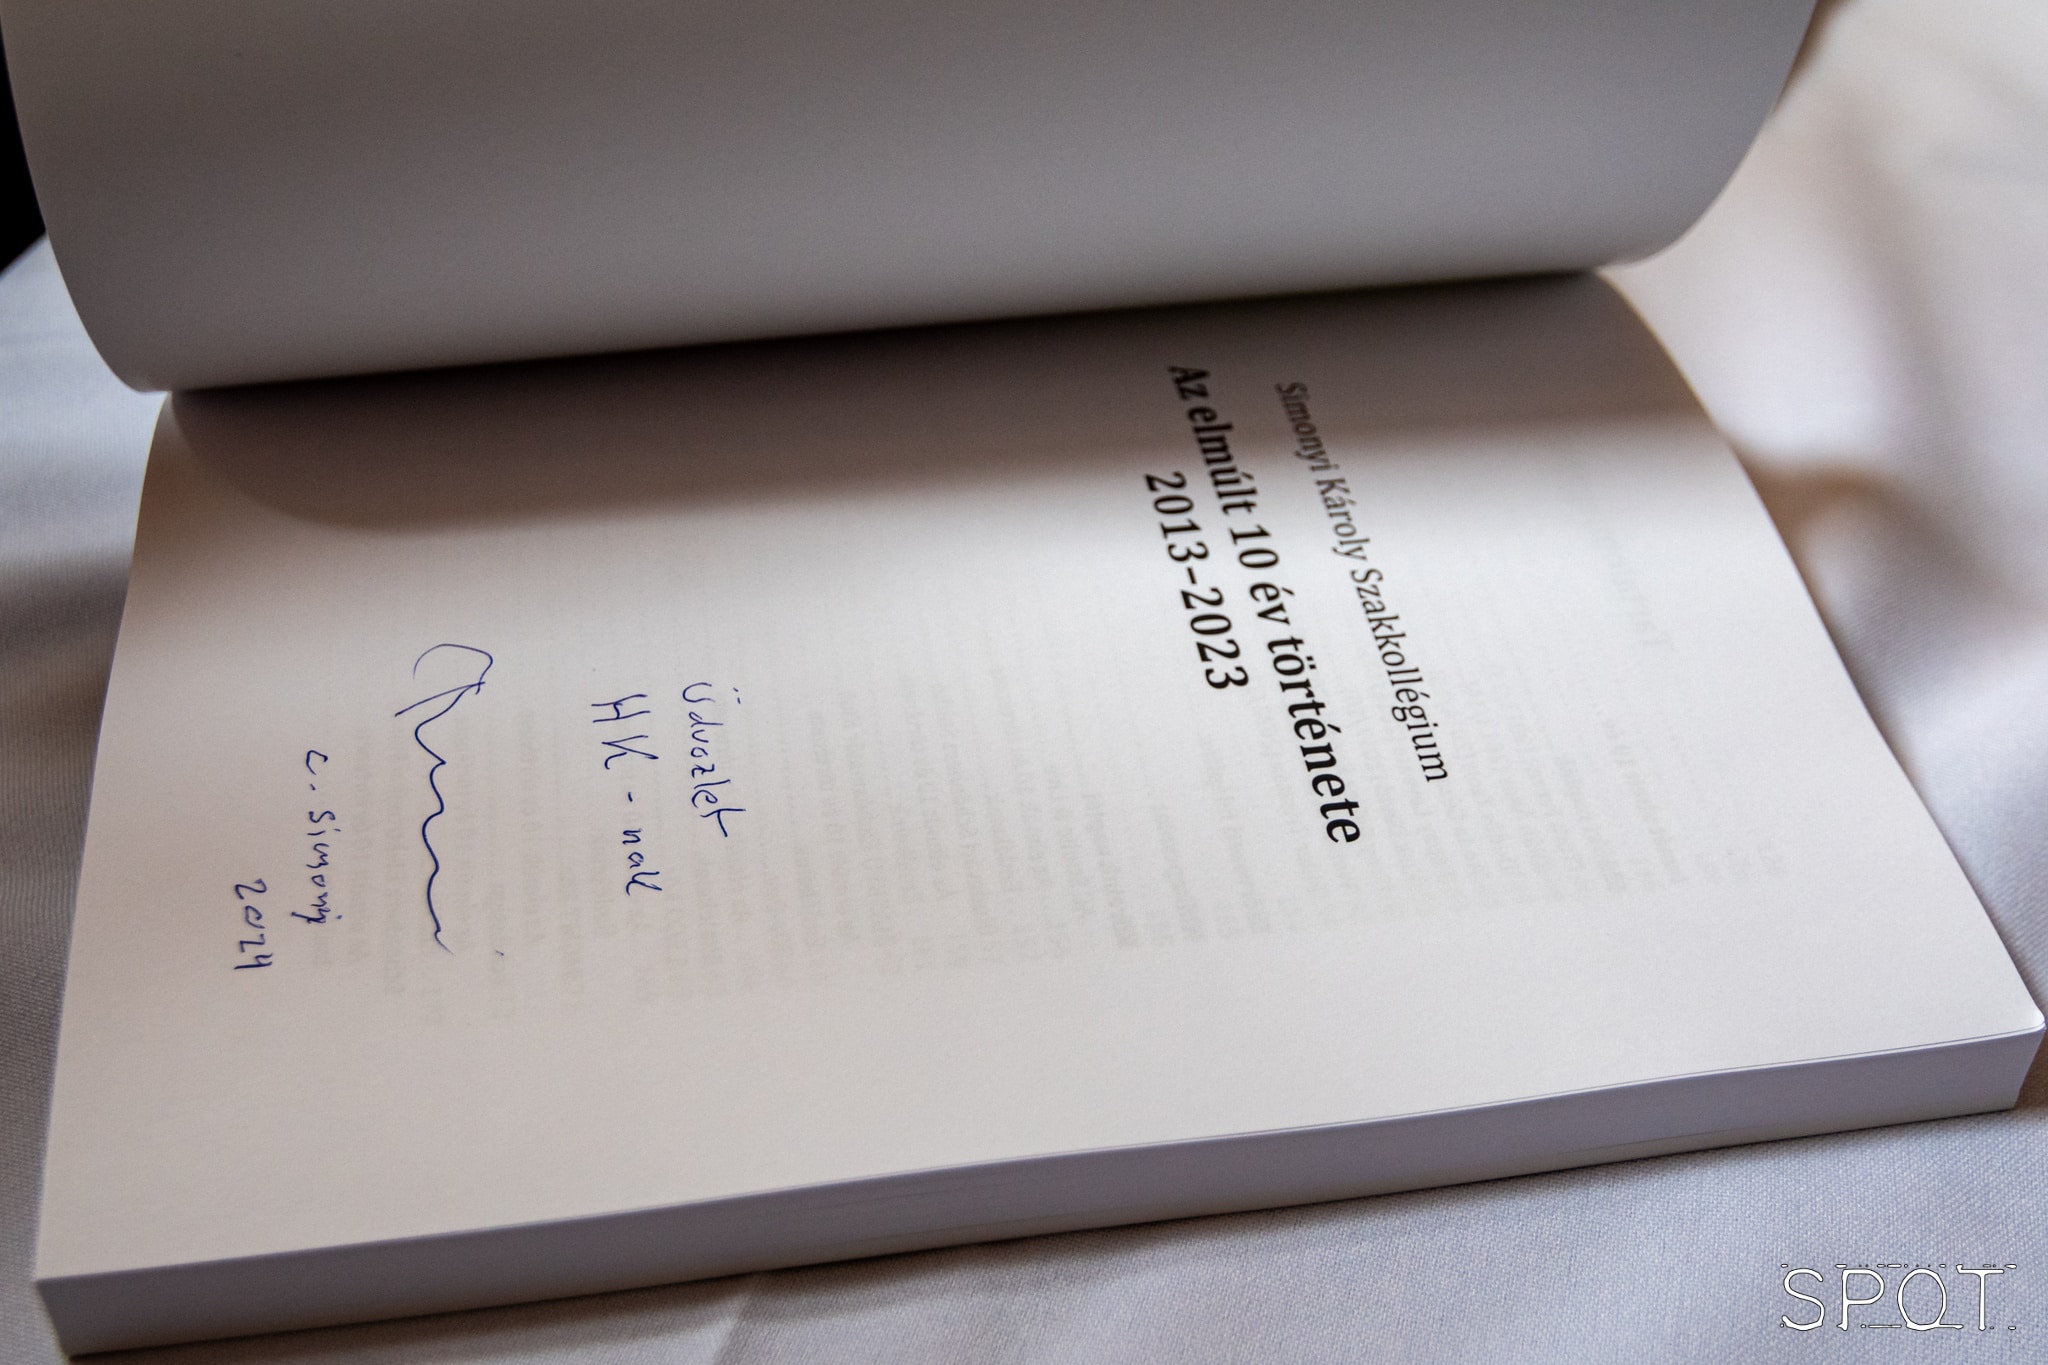 Simonyi Károly Szakkollégium
Az elmúlt 10 év története
2013–2023
Üdvözlet
HK-nak
C. Simonyi
2024
SPOT